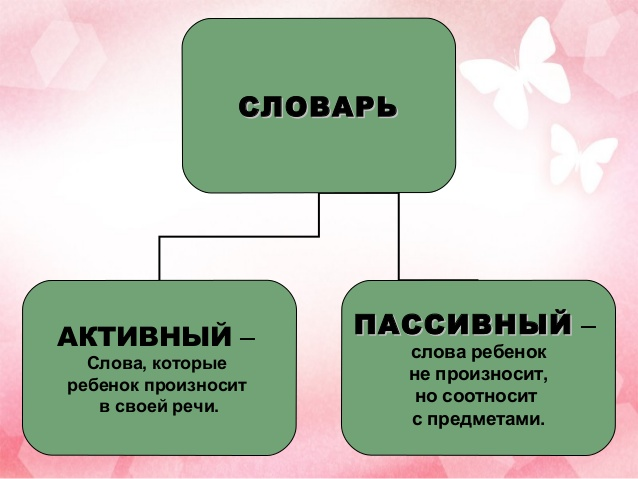 СЛОВАРЬ
АКТИВНЫЙ –
Слова, которые
ребенок произносит
в своей речи.
ПАССИВНЫЙ –
слова ребенок
не произносит,
но соотносит
с предметами.